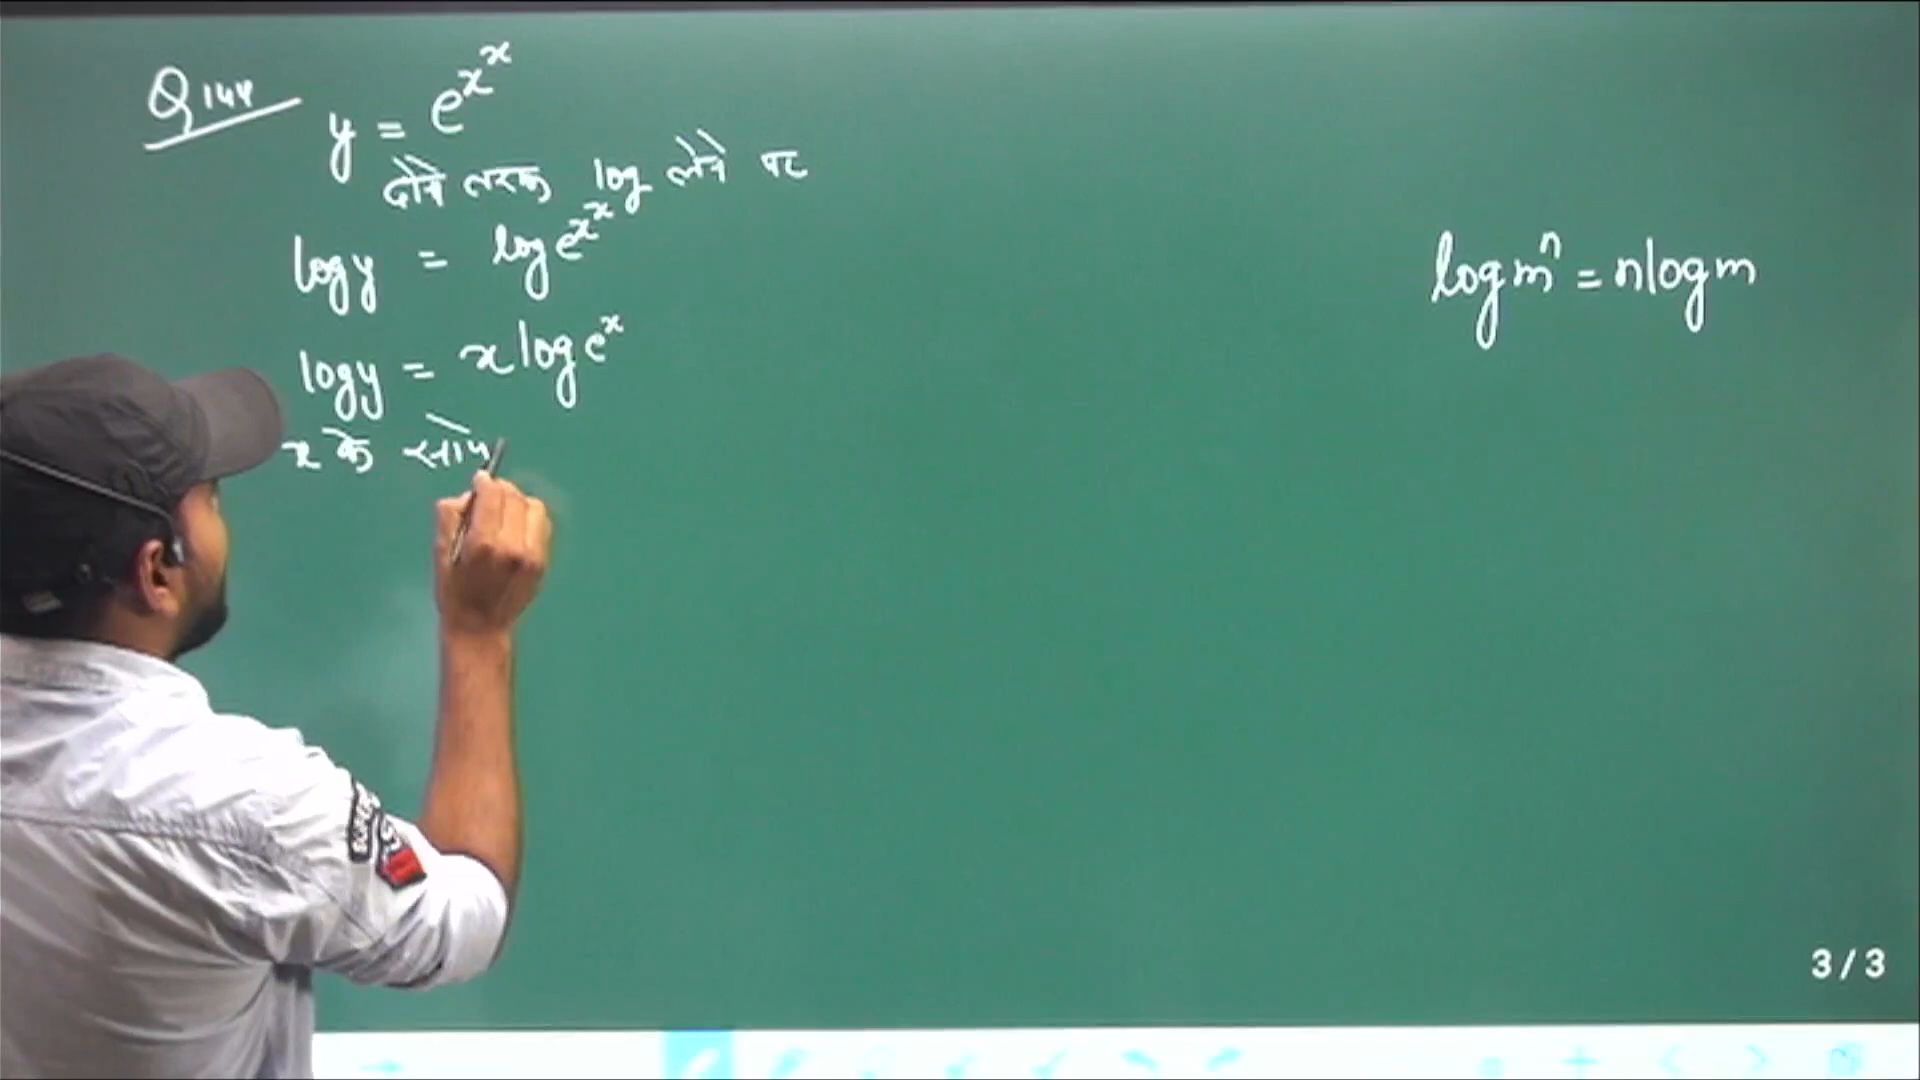 Q 144
y = e^x^x
दोनों तरफ log लेने पर
log y = log e^x^x
log y = x log e^x
x के साप
log m^n = n log m
3 / 3